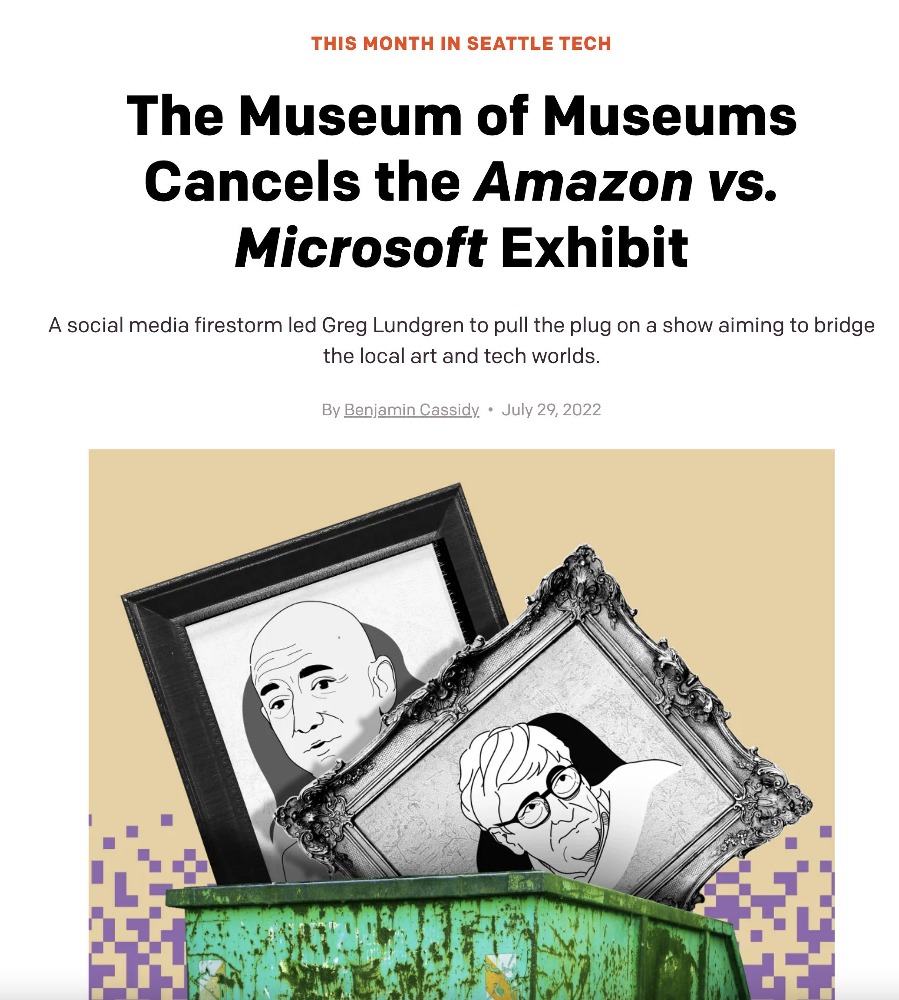 THIS MONTH IN SEATTLE TECH
The Museum of Museums
Cancels the Amazon vs.
Microsoft Exhibit
A social media firestorm led Greg Lundgren to pull the plug on a show aiming to bridge
the local art and tech worlds.
By Benjamin Cassidy • July 29, 2022